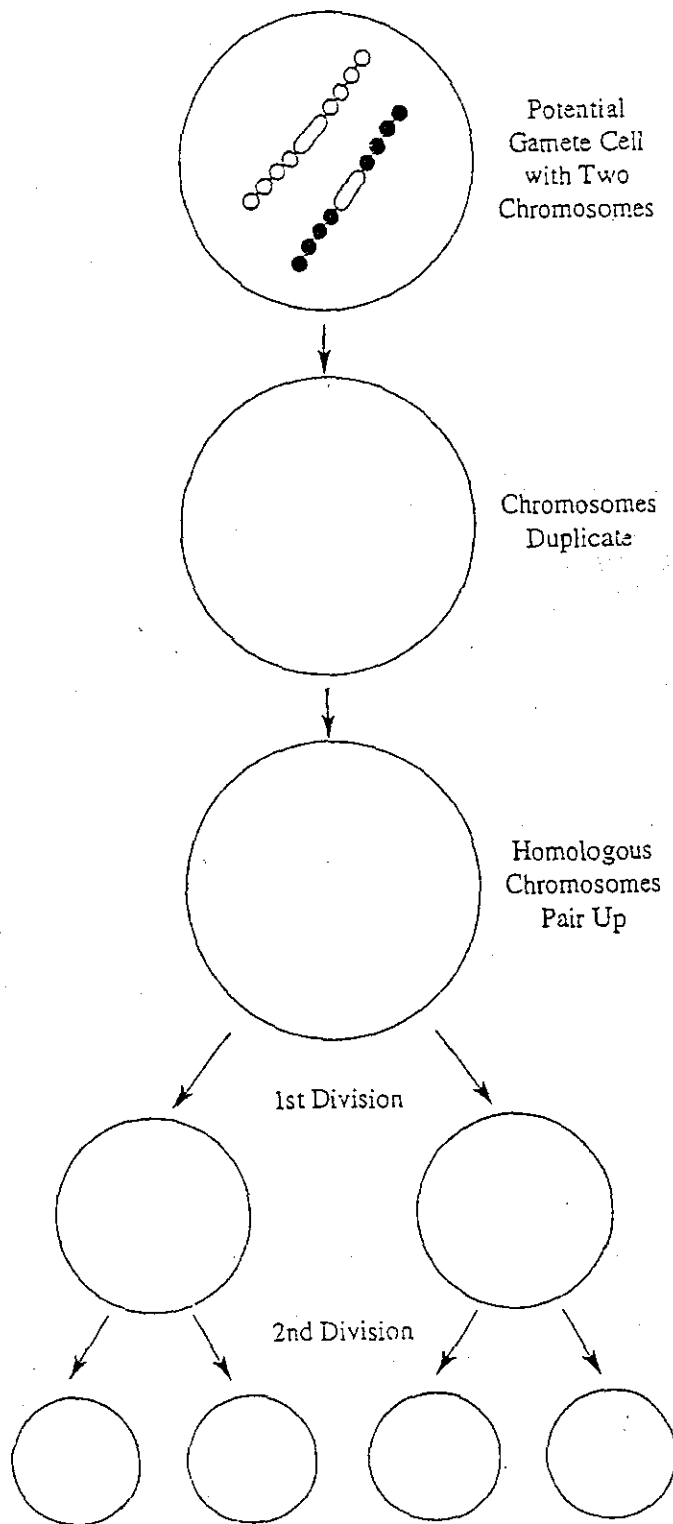 Potential
Gamete Cell
with Two
Chromosomes
Chromosomes
Duplicate
Homologous
Chromosomes
Pair Up
1st Division
2nd Division